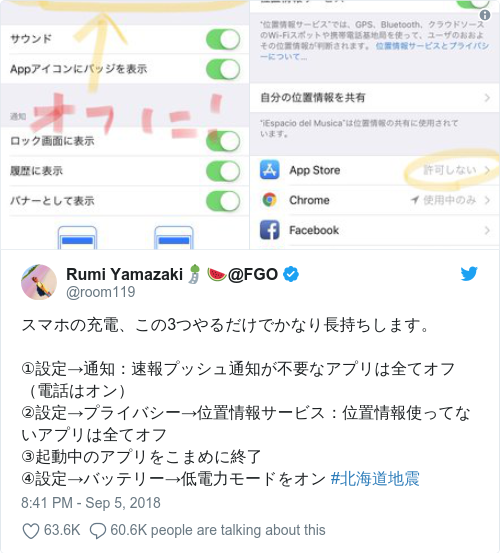 サウンド
Appアイコンにバッジを表示
通知
オフに!
ロック画面に表示
履歴に表示
バナーとして表示
"位置情報サービス"では、GPS、Bluetooth、クラウドソース
のWi-Fiスポットや携帯電話基地局を使って、ユーザのおおよ
その位置情報が判断されます。位置情報サービスとプライバシ
ーについて...
自分の位置情報を共有
"iEspacio del Musica"は位置情報の共有に使用されて
います。
App Store 許可しない
Chrome 使用中のみ
Facebook
Rumi Yamazaki🍹🍉@FGO
@room119
スマホの充電、この3つやるだけでかなり長持ちします。
①設定→通知：速報プッシュ通知が不要なアプリは全てオフ
（電話はオン）
②設定→プライバシー→位置情報サービス：位置情報使ってな
いアプリは全てオフ
③起動中のアプリをこまめに終了
④設定→バッテリー→低電力モードをオン #北海道地震
8:41 PM - Sep 5, 2018
63.6K 60.6K people are talking about this